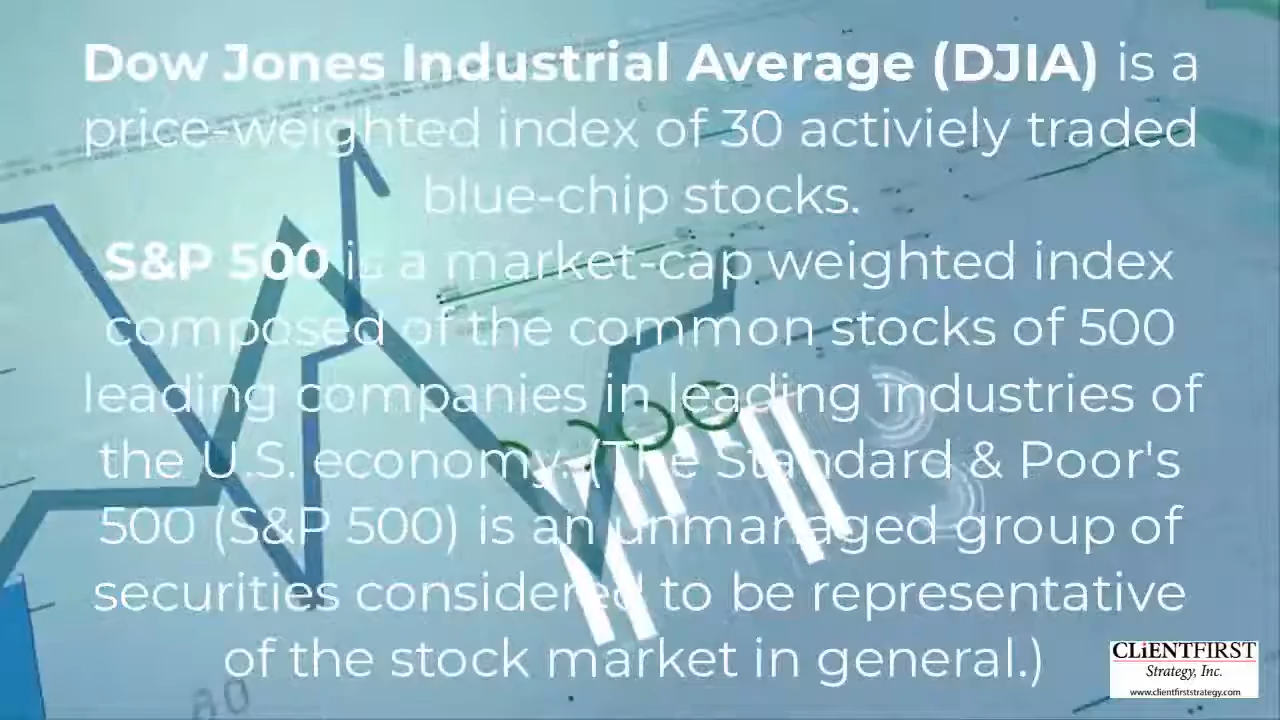 Dow Jones Industrial Average (DJIA) is a
price-weighted index of 30 activiely traded
blue-chip stocks.
S&P 500 is a market-cap weighted index
composed of the common stocks of 500
leading companies in leading industries of
the U.S. economy. (The Standard & Poor's
500 (S&P 500) is an unmanaged group of
securities considered to be representative
of the stock market in general.)
CLiENTFIRST
Strategy, Inc.
www.clientfirststrategy.com
80